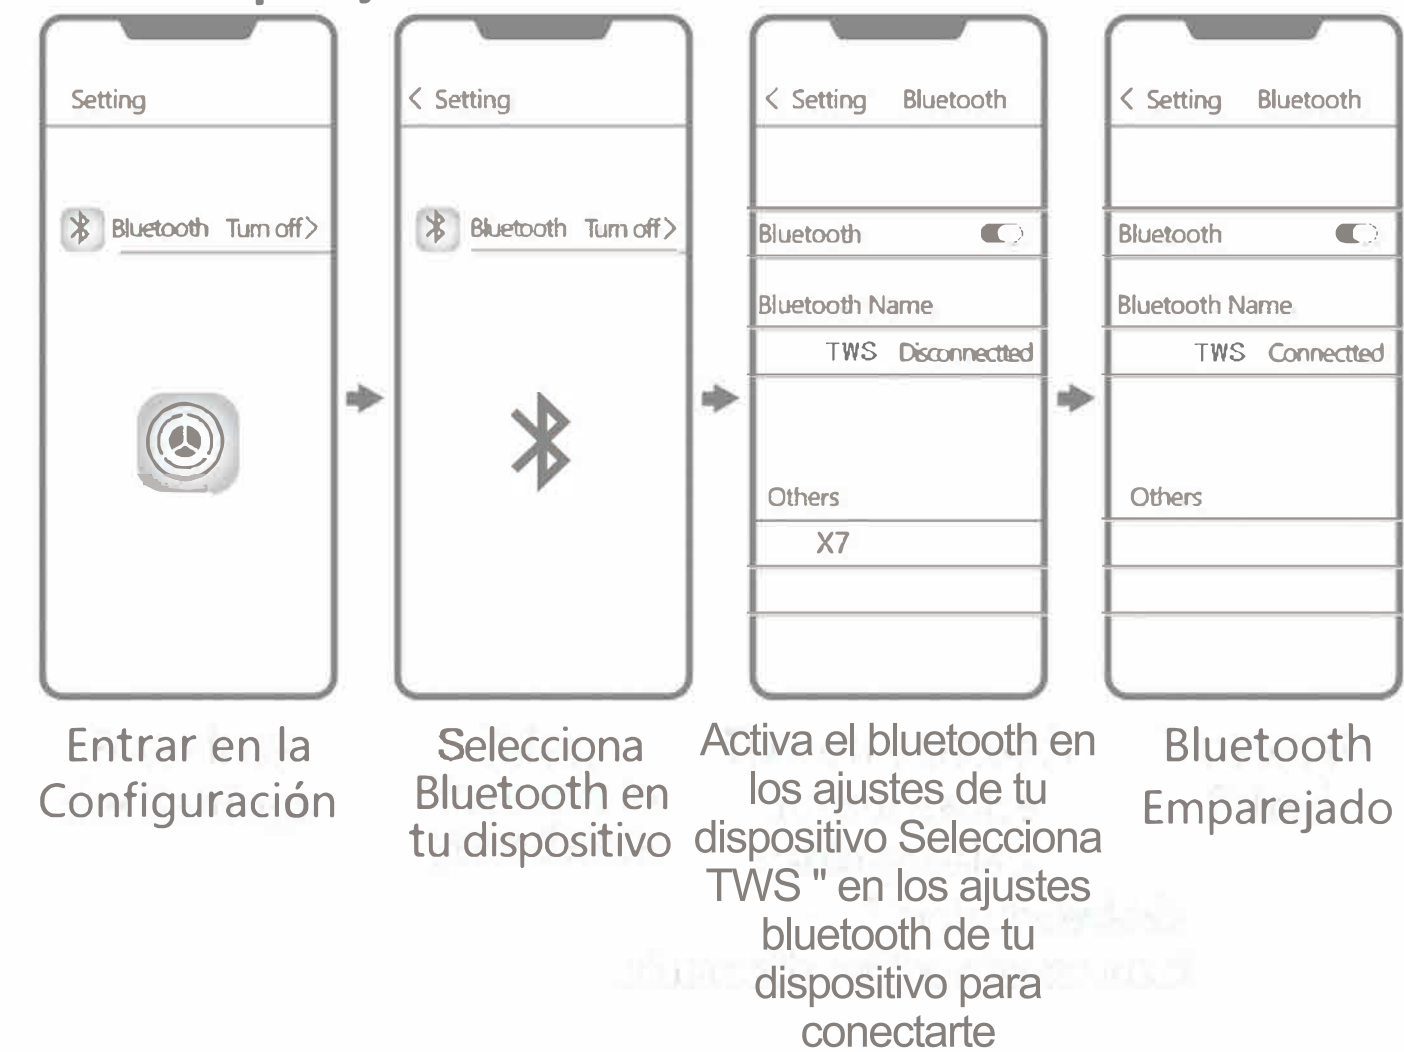 Setting
Bluetooth Turn off >
Entrar en la
Configuración
< Setting
Bluetooth Turn off >
Selecciona
Bluetooth en
tu dispositivo
< Setting Bluetooth
Bluetooth
Bluetooth Name
TWS Disconnectted
Others
X7
Activa el bluetooth en
los ajustes de tu
dispositivo Selecciona
TWS " en los ajustes
bluetooth de tu
dispositivo para
conectarte
< Setting Bluetooth
Bluetooth
Bluetooth Name
TWS Connectted
Others
Bluetooth
Emparejado